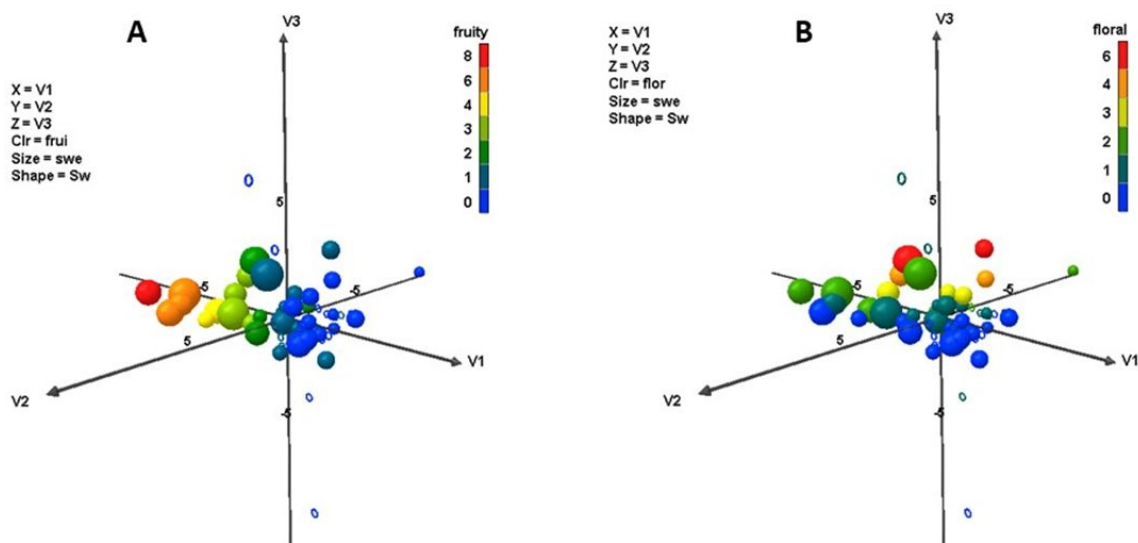 A
V3
fruity
8
6
4
3
2
1
0
X = V1
Y = V2
Z = V3
Clr = frui
Size = swe
Shape = Sw
5
-5
-5
5
-5
V1
V2
B
V3
floral
6
4
3
2
1
0
X = V1
Y = V2
Z = V3
Clr = flor
Size = swe
Shape = Sw
5
-5
-5
5
-5
V1
V2